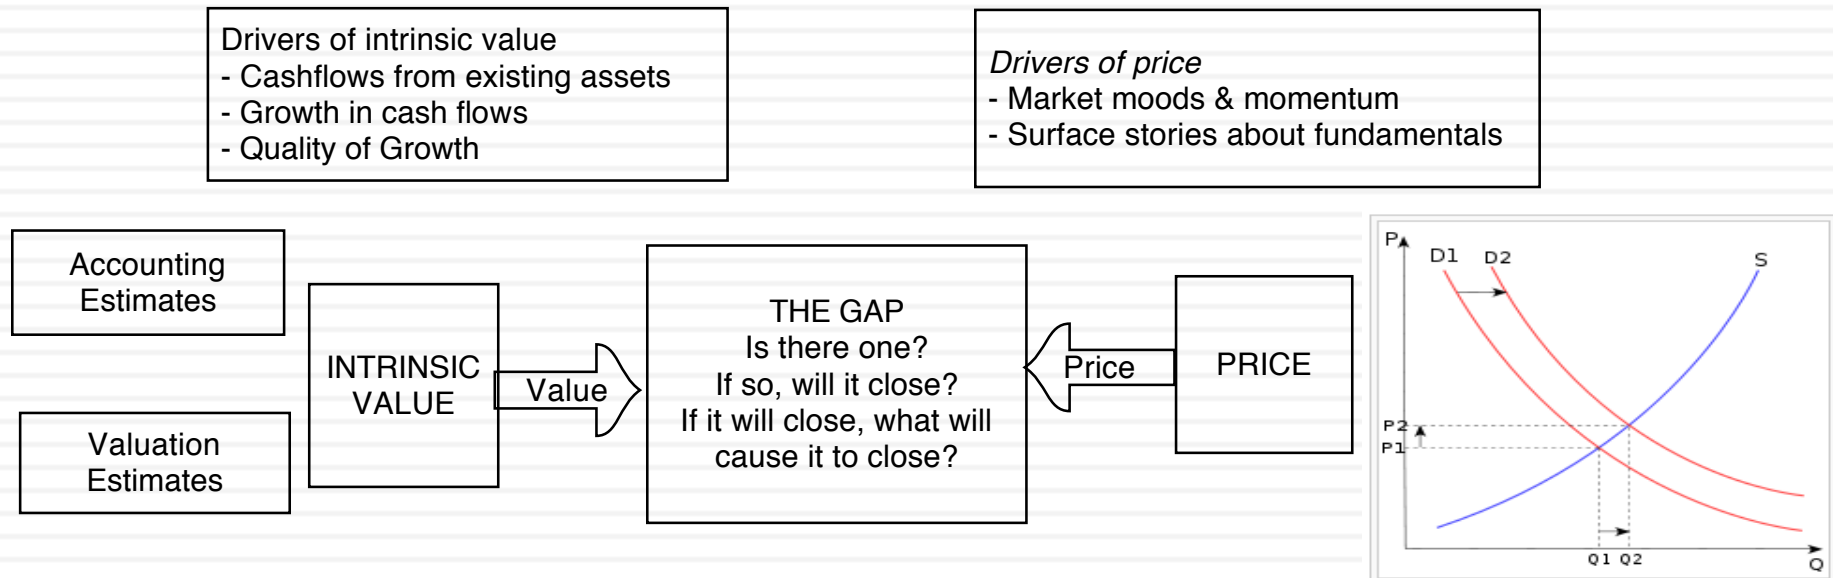 Drivers of intrinsic value
- Cashflows from existing assets
- Growth in cash flows
- Quality of Growth
Drivers of price
- Market moods & momentum
- Surface stories about fundamentals
Accounting
Estimates
Valuation
Estimates
INTRINSIC
VALUE
Value
THE GAP
Is there one?
If so, will it close?
If it will close, what will
cause it to close?
Price
PRICE
P
D1
D2
S
P2
P1
Q1
Q2
Q